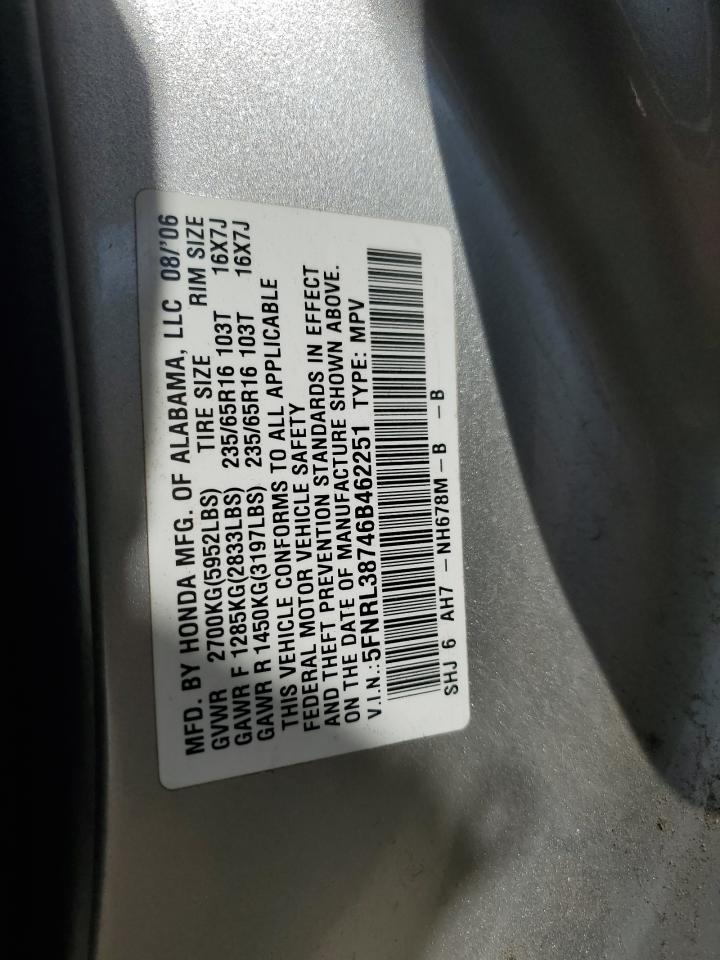 MFD. BY HONDA MFG. OF ALABAMA, LLC 08/'06
GVWR 2700KG(5952LBS) TIRE SIZE RIM SIZE
GAWR F 1285KG(2833LBS) 235/65R16 103T 16X7J
GAWR R 1450KG(3197LBS) 235/65R16 103T 16X7J
THIS VEHICLE CONFORMS TO ALL APPLICABLE
FEDERAL MOTOR VEHICLE SAFETY
AND THEFT PREVENTION STANDARDS IN EFFECT
ON THE DATE OF MANUFACTURE SHOWN ABOVE.
V.I.N.: 5FNRL38746B462251 TYPE: MPV
SHJ 6 AH7 - NH678M - B - B